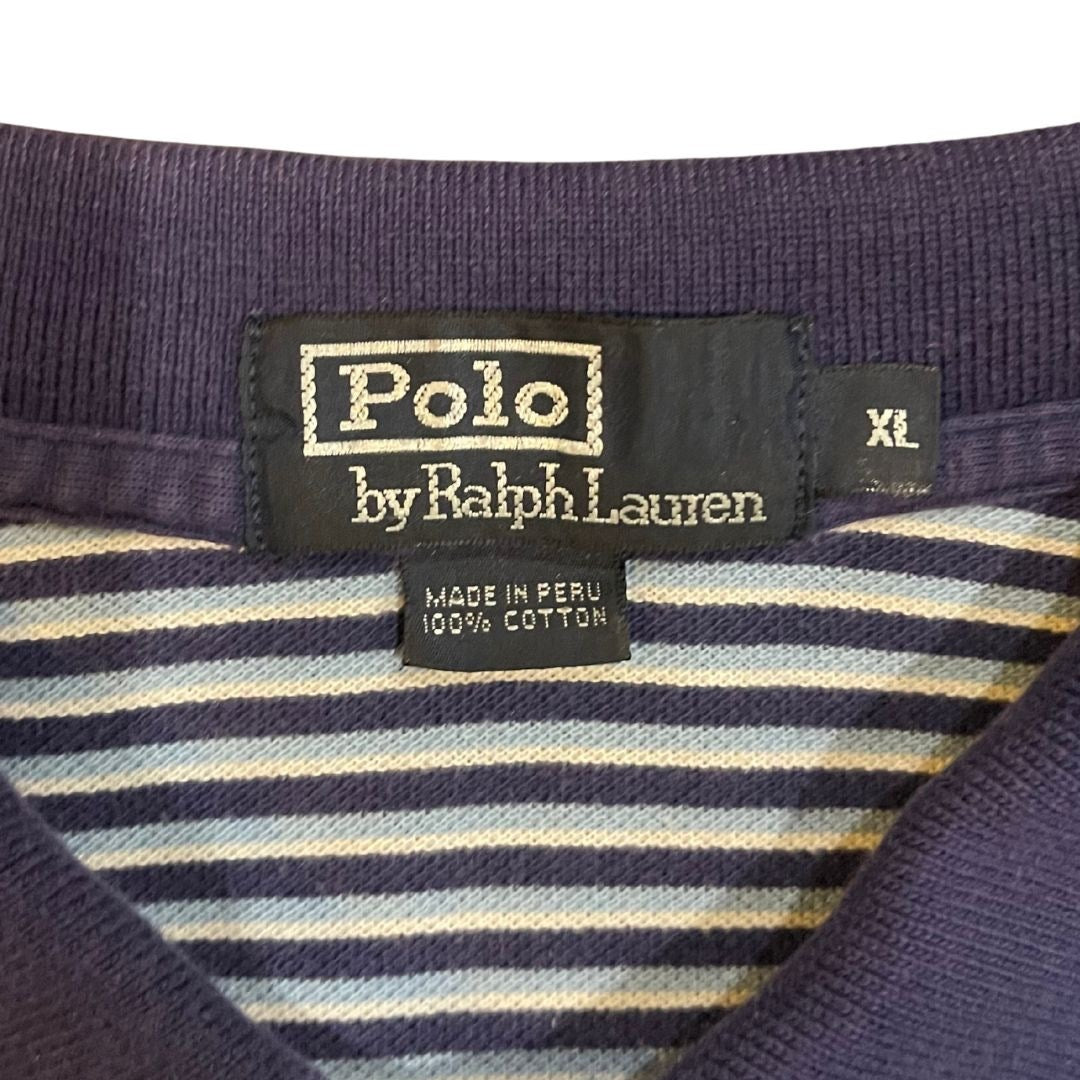 Polo
by Ralph Lauren
XL
MADE IN PERU
100% COTTON